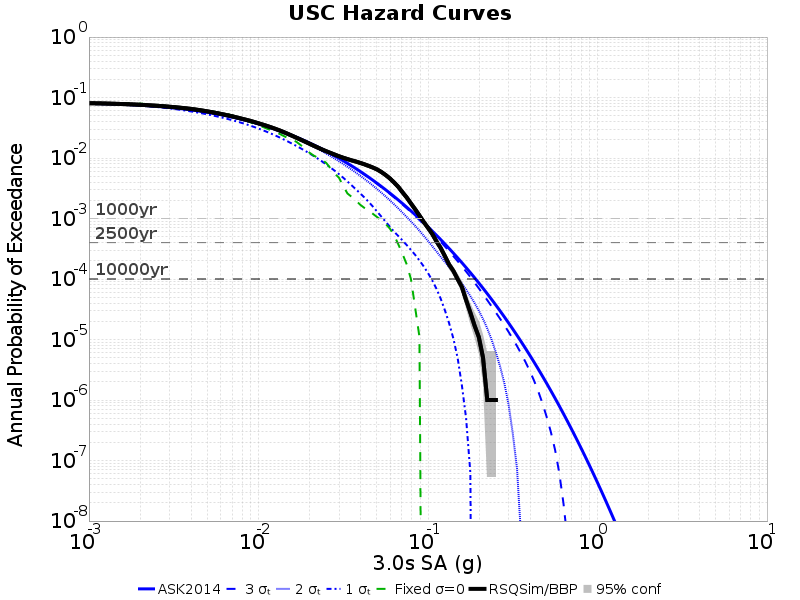 USC Hazard Curves
Annual Probability of Exceedance
10^0
10^-1
10^-2
10^-3
10^-4
10^-5
10^-6
10^-7
10^-8
1000yr
2500yr
10000yr
10^-3 10^-2 10^-1 10^0 10^1
3.0s SA (g)
ASK2014 3 σₜ 2 σₜ 1 σₜ Fixed σ=0 RSQSim/BBP 95% conf